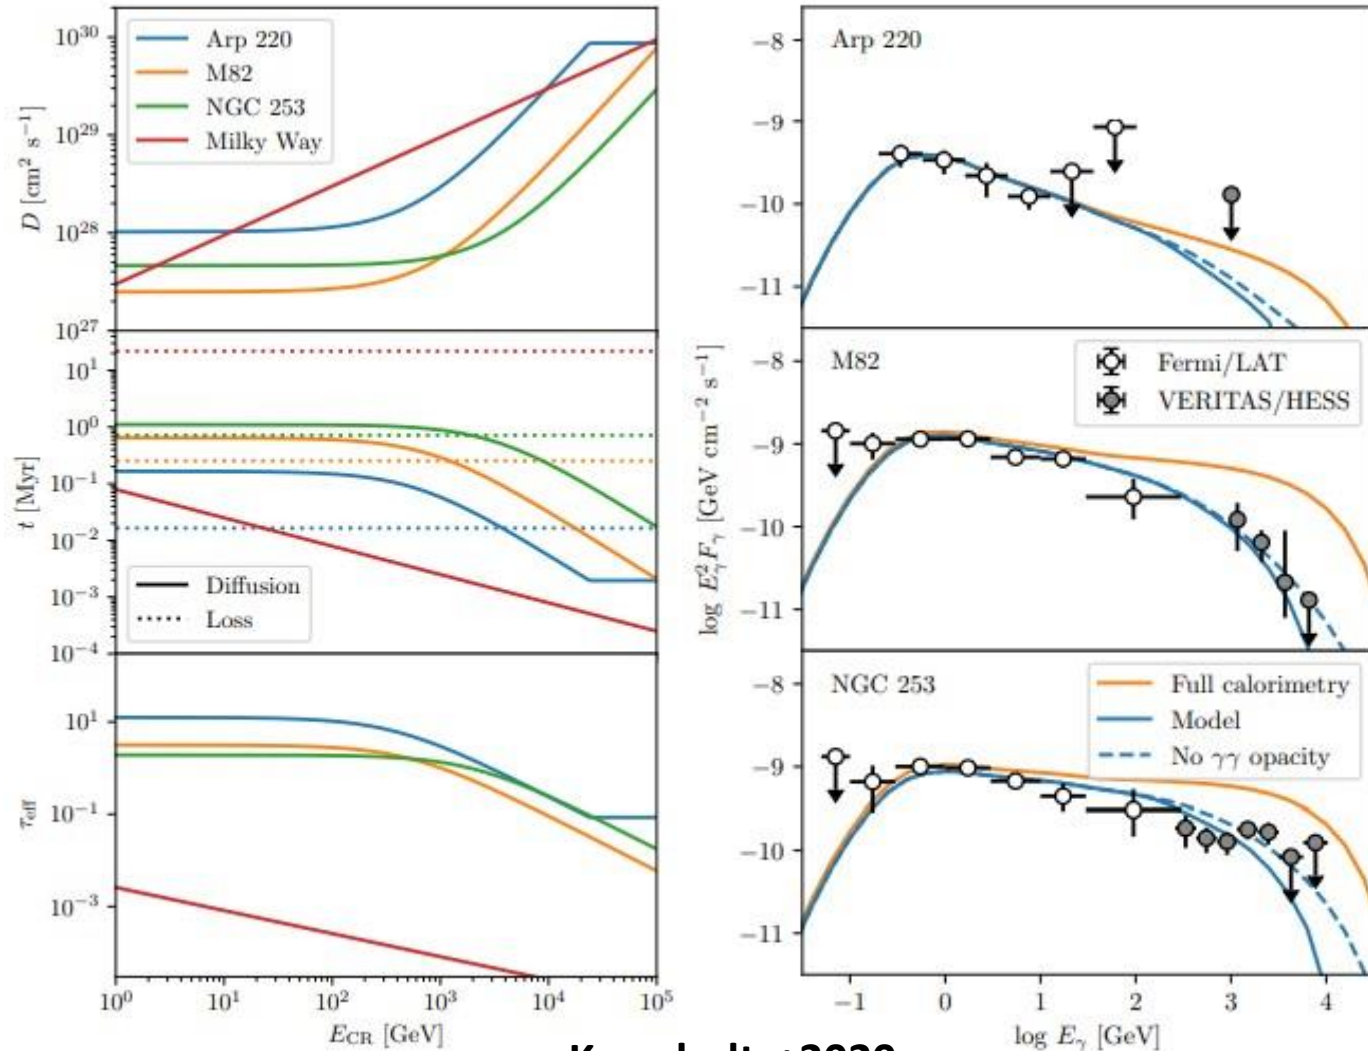 10^30
10^29
10^28
10^27
D [cm^2 s^−1]
Arp 220
M82
NGC 253
Milky Way
10^1
10^0
10^−1
10^−2
10^−3
10^−4
t [Myr]
Diffusion
Loss
10^1
10^−1
10^−3
τ_eff
10^0 10^1 10^2 10^3 10^4 10^5
E_CR [GeV]
Arp 220
−8
−9
−10
−11
M82
−8
−9
−10
−11
Fermi/LAT
VERITAS/HESS
log E_γ^2 F_γ [GeV cm^−2 s^−1]
NGC 253
−8
−9
−10
−11
Full calorimetry
Model
No γγ opacity
−1 0 1 2 3 4
log E_γ [GeV]